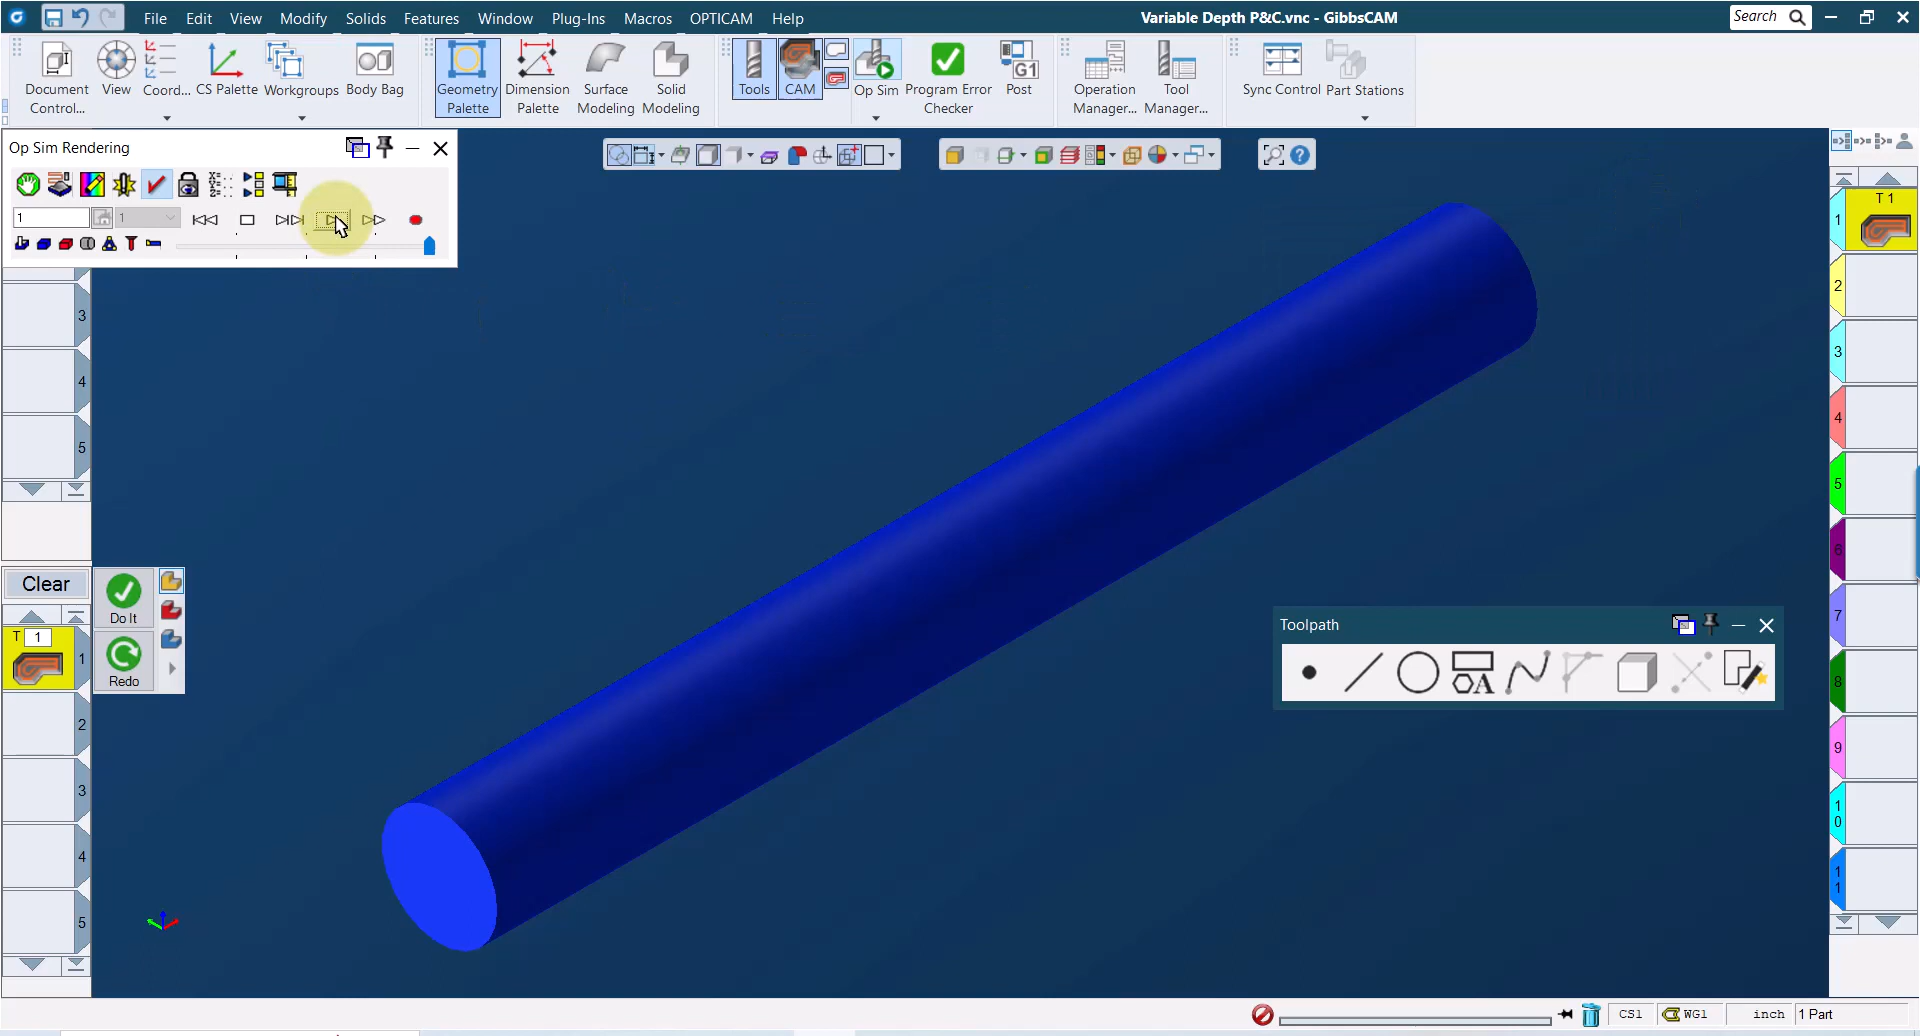 File Edit View Modify Solids Features Window Plug-Ins Macros OPTICAM Help
Variable Depth P&C.vnc - GibbsCAM
Search
Document Control...
View
Coord...
CS Palette
Workgroups
Body Bag
Geometry Palette
Dimension Palette
Surface Modeling
Solid Modeling
Tools
CAM
Op Sim
Program Error Checker
G1
Post
Operation Manager...
Tool Manager...
Sync Control
Part Stations
Op Sim Rendering
1
1
3
4
5
Clear
T 1
1
2
3
4
5
Do It
Redo
Toolpath
T 1
1
2
3
4
5
6
7
8
9
10
11
CS1
WG1
inch
1 Part